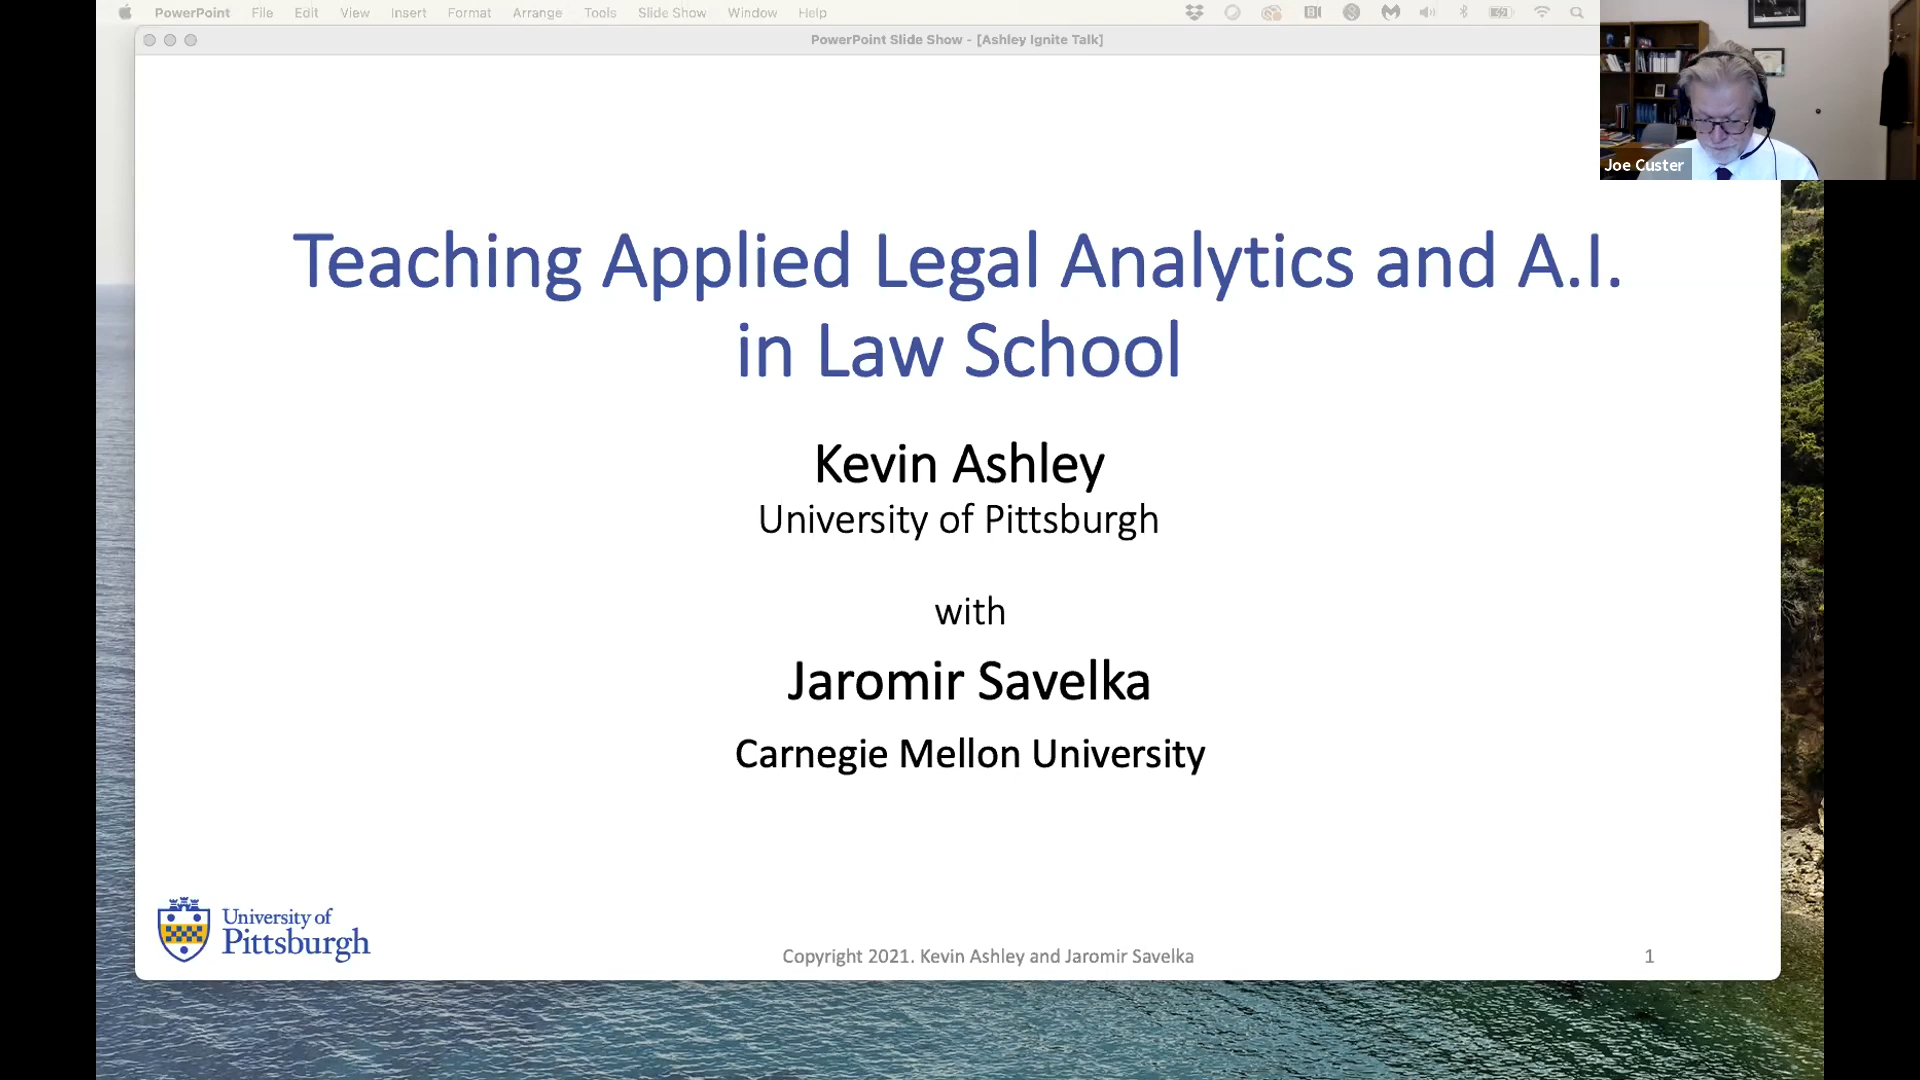 PowerPoint File Edit View Insert Format Arrange Tools Slide Show Window Help
PowerPoint Slide Show - [Ashley Ignite Talk]
Joe Custer
Teaching Applied Legal Analytics and A.I.
in Law School
Kevin Ashley
University of Pittsburgh
with
Jaromir Savelka
Carnegie Mellon University
University of
Pittsburgh
Copyright 2021. Kevin Ashley and Jaromir Savelka
1